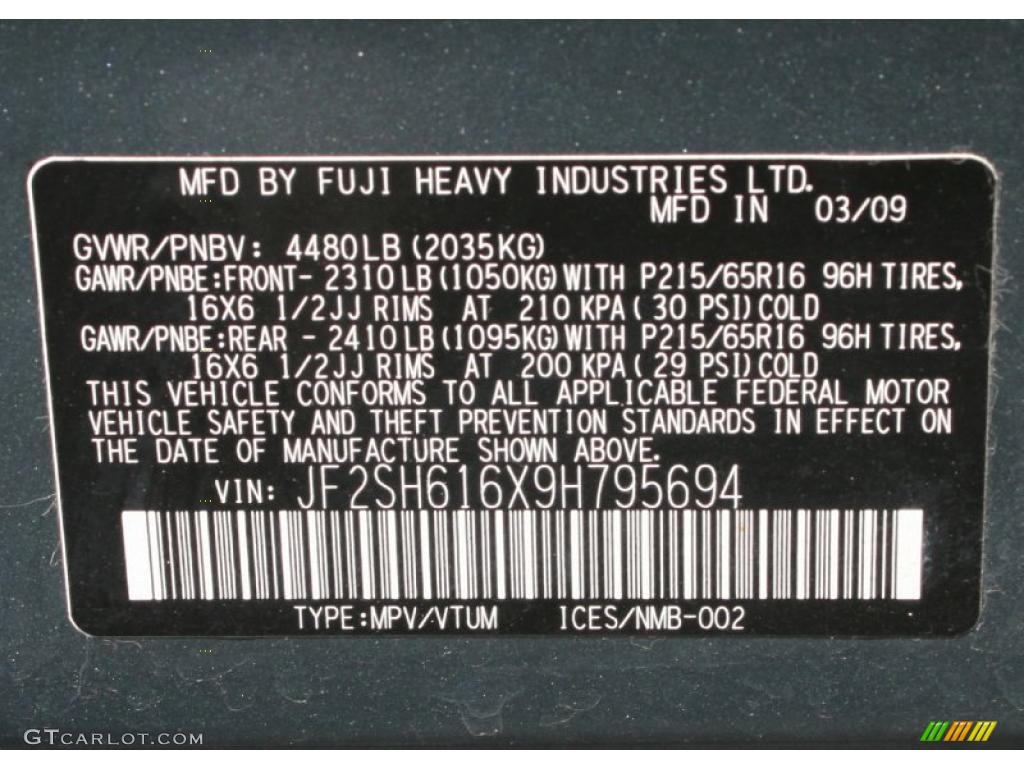 MFD BY FUJI HEAVY INDUSTRIES LTD.
MFD IN 03/09
GVWR/PNBV: 4480LB(2035KG)
GAWR/PNBE:FRONT- 2310LB(1050KG)WITH P215/65R16 96H TIRES,
16X6 1/2JJ RIMS AT 210 KPA( 30 PSI)COLD
GAWR/PNBE:REAR - 2410LB(1095KG)WITH P215/65R16 96H TIRES,
16X6 1/2JJ RIMS AT 200 KPA( 29 PSI)COLD
THIS VEHICLE CONFORMS TO ALL APPLICABLE FEDERAL MOTOR
VEHICLE SAFETY AND THEFT PREVENTION STANDARDS IN EFFECT ON
THE DATE OF MANUFACTURE SHOWN ABOVE.
VIN: JF2SH616X9H795694
TYPE:MPV/VTUM ICES/NMB-002
GTCARLOT.COM